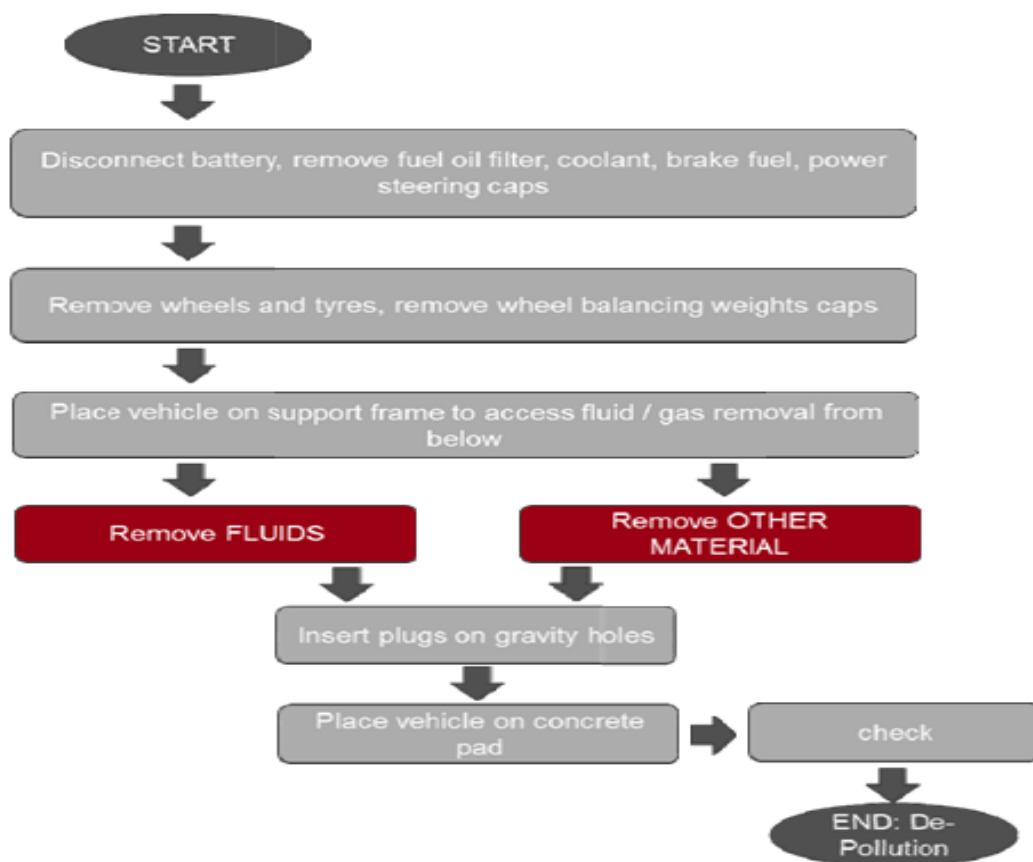 START
Disconnect battery, remove fuel oil filter, coolant, brake fuel, power
steering caps
Remove wheels and tyres, remove wheel balancing weights caps
Place vehicle on support frame to access fluid / gas removal from
below
Remove FLUIDS
Remove OTHER
MATERIAL
Insert plugs on gravity holes
Place vehicle on concrete
pad
check
END: De-
Pollution